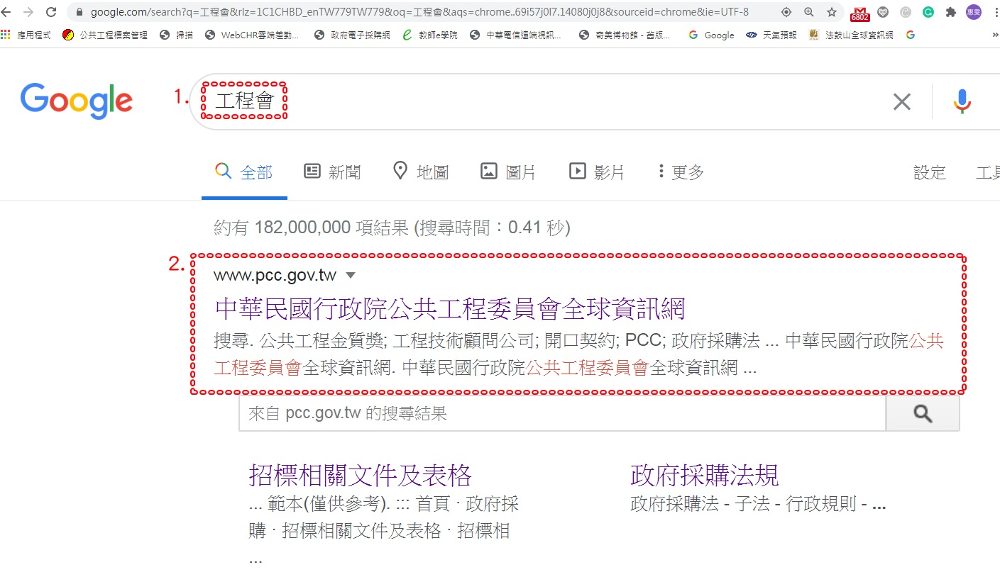 google.com/search?q=工程會&rlz=1C1CHBD_enTW779TW779&oq=工程會&aqs=chrome..69i57j0l7.14080j0j8&sourceid=chrome&ie=UTF-8
6802
惠雯
應用程式 公共工程標案管理 掃描 WebCHR雲端差勤... 政府電子採購網 教師e學院 中華電信遠端視訊... 奇美博物館 - 舊版... Google 天氣預報 法鼓山全球資訊網 »
Google
1. 工程會
全部 新聞 地圖 圖片 影片 更多 設定 工具
約有 182,000,000 項結果 (搜尋時間：0.41 秒)
2.
www.pcc.gov.tw
中華民國行政院公共工程委員會全球資訊網
搜尋. 公共工程金質獎; 工程技術顧問公司; 開口契約; PCC; 政府採購法 ... 中華民國行政院公共
工程委員會全球資訊網. 中華民國行政院公共工程委員會全球資訊網 ...
來自 pcc.gov.tw 的搜尋結果
招標相關文件及表格
... 範本(僅供參考). ::: 首頁 · 政府採
購 · 招標相關文件及表格 · 招標相
...
政府採購法規
政府採購法 - 子法 - 行政規則 - ...